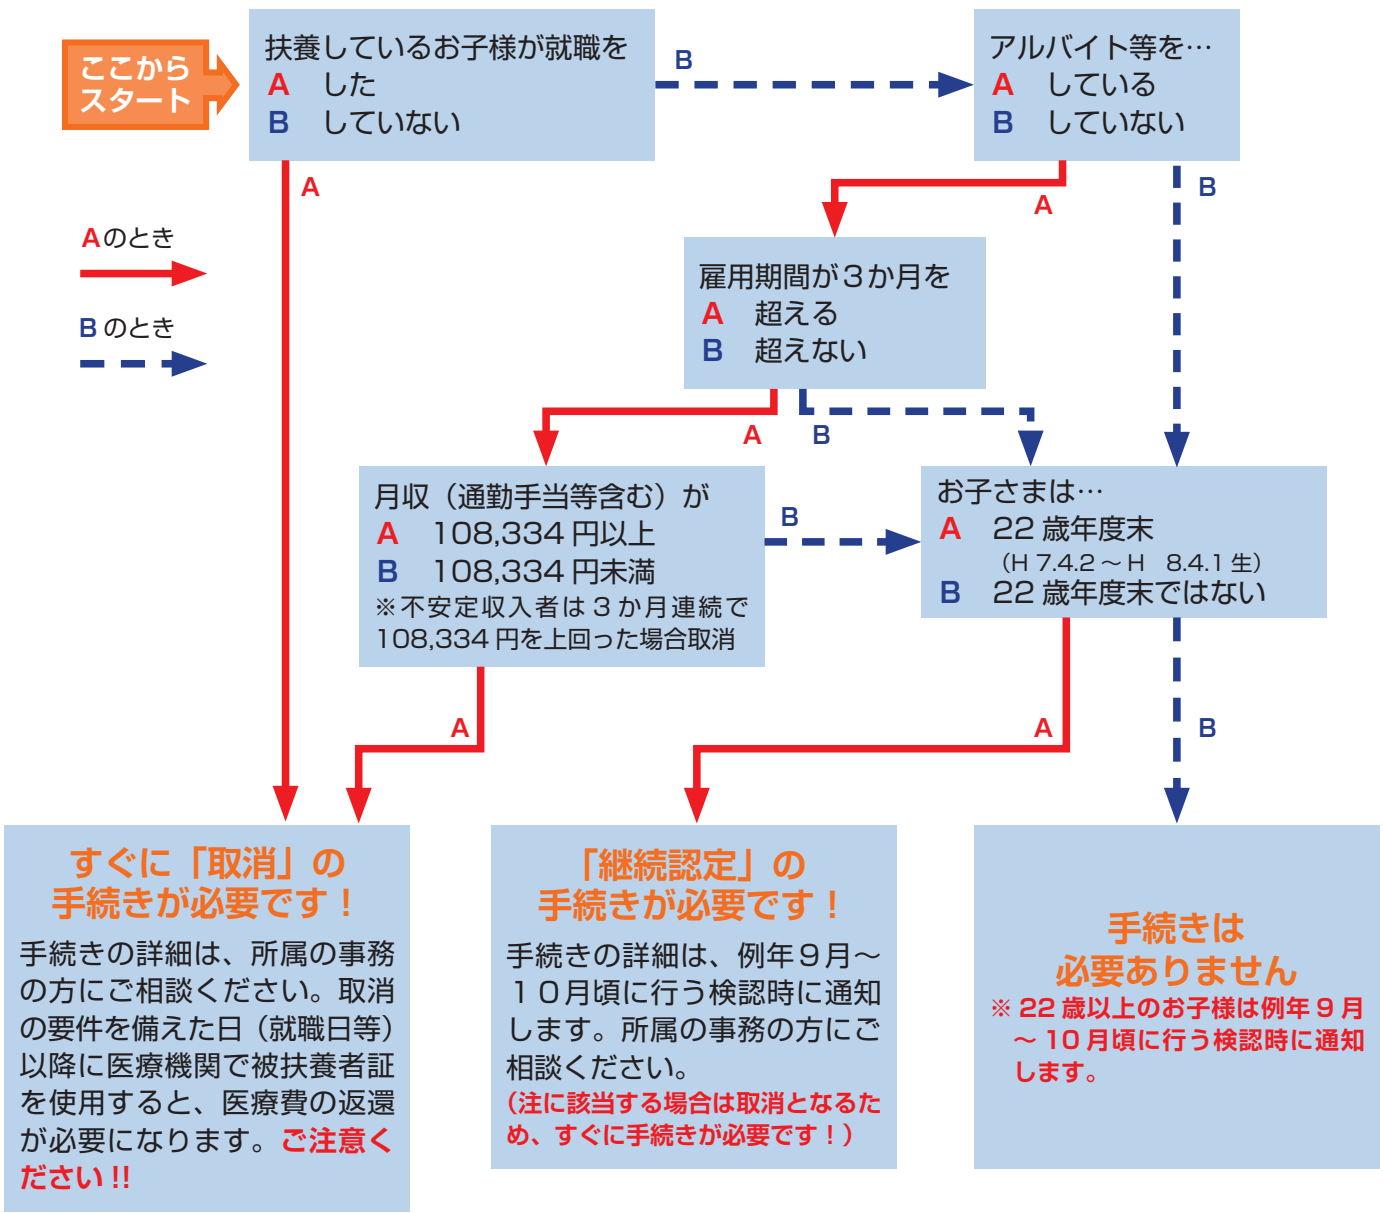 ここから
スタート
扶養しているお子様が就職を
A した
B していない
B
アルバイト等を…
A している
B していない
A
A
B
Aのとき
Bのとき
雇用期間が3か月を
A 超える
B 超えない
A
B
月収（通勤手当等含む）が
A 108,334 円以上
B 108,334 円未満
※不安定収入者は3か月連続で
108,334 円を上回った場合取消
B
お子さまは…
A 22 歳年度末
（H 7.4.2 ～ H 8.4.1 生）
B 22 歳年度末ではない
A
A
B
すぐに「取消」の
手続きが必要です！
手続きの詳細は、所属の事務
の方にご相談ください。取消
の要件を備えた日（就職日等）
以降に医療機関で被扶養者証
を使用すると、医療費の返還
が必要になります。ご注意く
ださい !!
「継続認定」の
手続きが必要です！
手続きの詳細は、例年９月～
１０月頃に行う検認時に通知
します。所属の事務の方にご
相談ください。
（注に該当する場合は取消となるた
め、すぐに手続きが必要です！）
手続きは
必要ありません
※ 22 歳以上のお子様は例年 9 月
～ 10 月頃に行う検認時に通知
します。